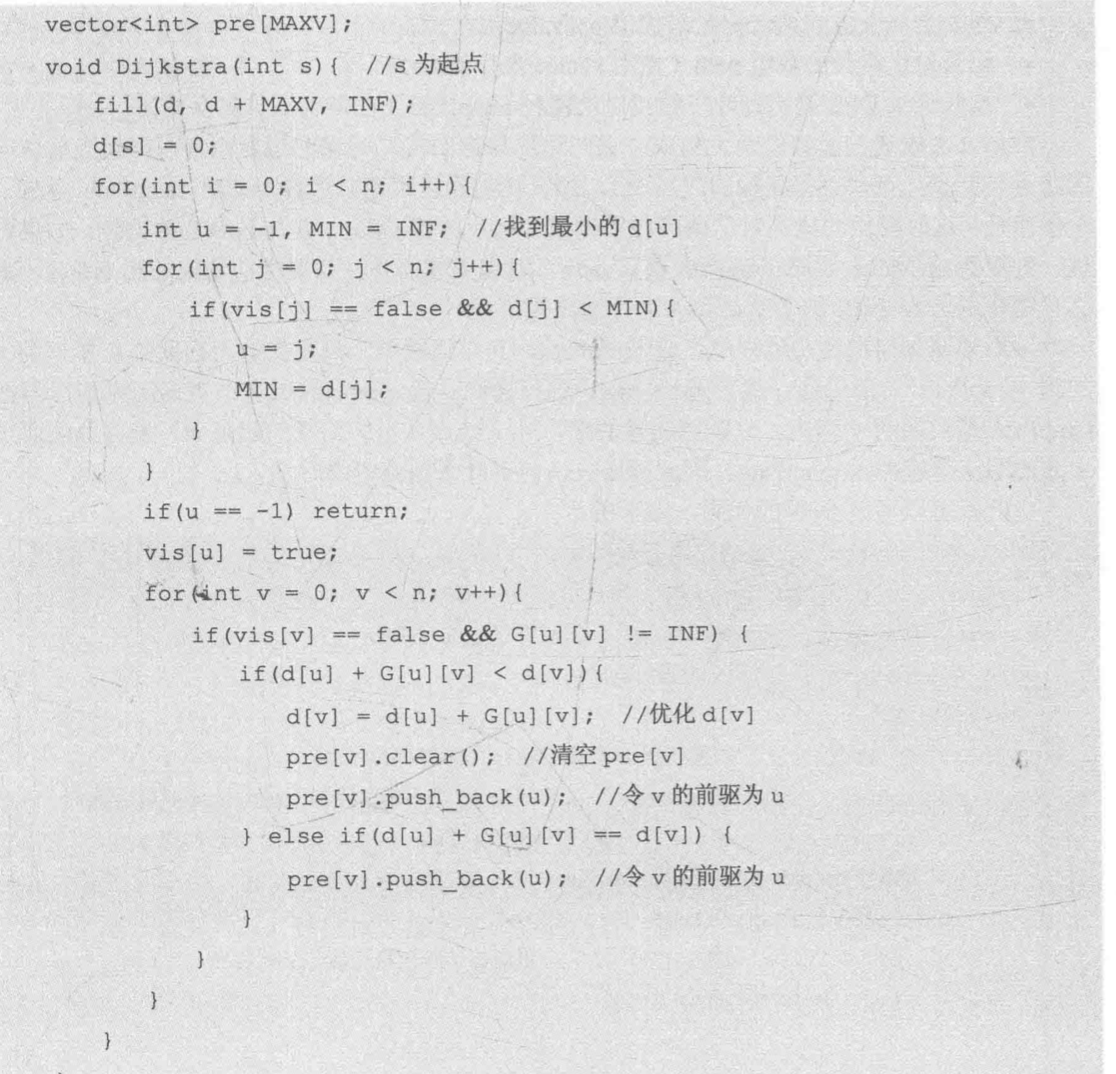 vector<int> pre[MAXV];
void Dijkstra(int s){ //s 为起点
fill(d, d + MAXV, INF);
d[s] = 0;
for(int i = 0; i < n; i++){
int u = -1, MIN = INF; //找到最小的 d[u]
for(int j = 0; j < n; j++){
if(vis[j] == false && d[j] < MIN){
u = j;
MIN = d[j];
}
}
if(u == -1) return;
vis[u] = true;
for(int v = 0; v < n; v++){
if(vis[v] == false && G[u][v] != INF) {
if(d[u] + G[u][v] < d[v]){
d[v] = d[u] + G[u][v]; //优化 d[v]
pre[v].clear(); //清空 pre[v]
pre[v].push_back(u); //令 v 的前驱为 u
} else if(d[u] + G[u][v] == d[v]) {
pre[v].push_back(u); //令 v 的前驱为 u
}
}
}
}